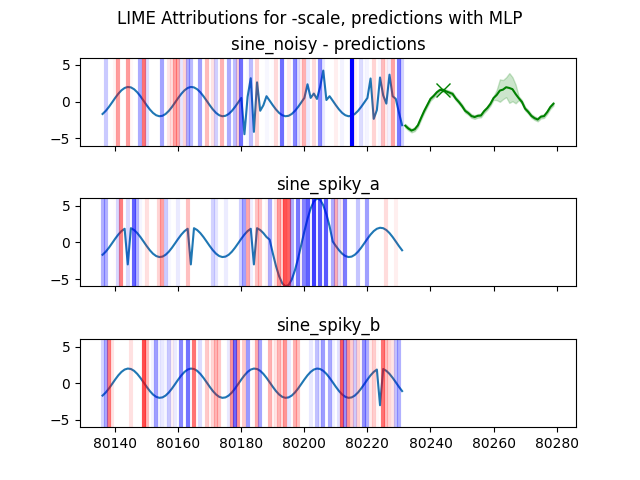 LIME Attributions for -scale, predictions with MLP
sine_noisy - predictions
5
0
−5
sine_spiky_a
5
0
−5
sine_spiky_b
5
0
−5
80140 80160 80180 80200 80220 80240 80260 80280